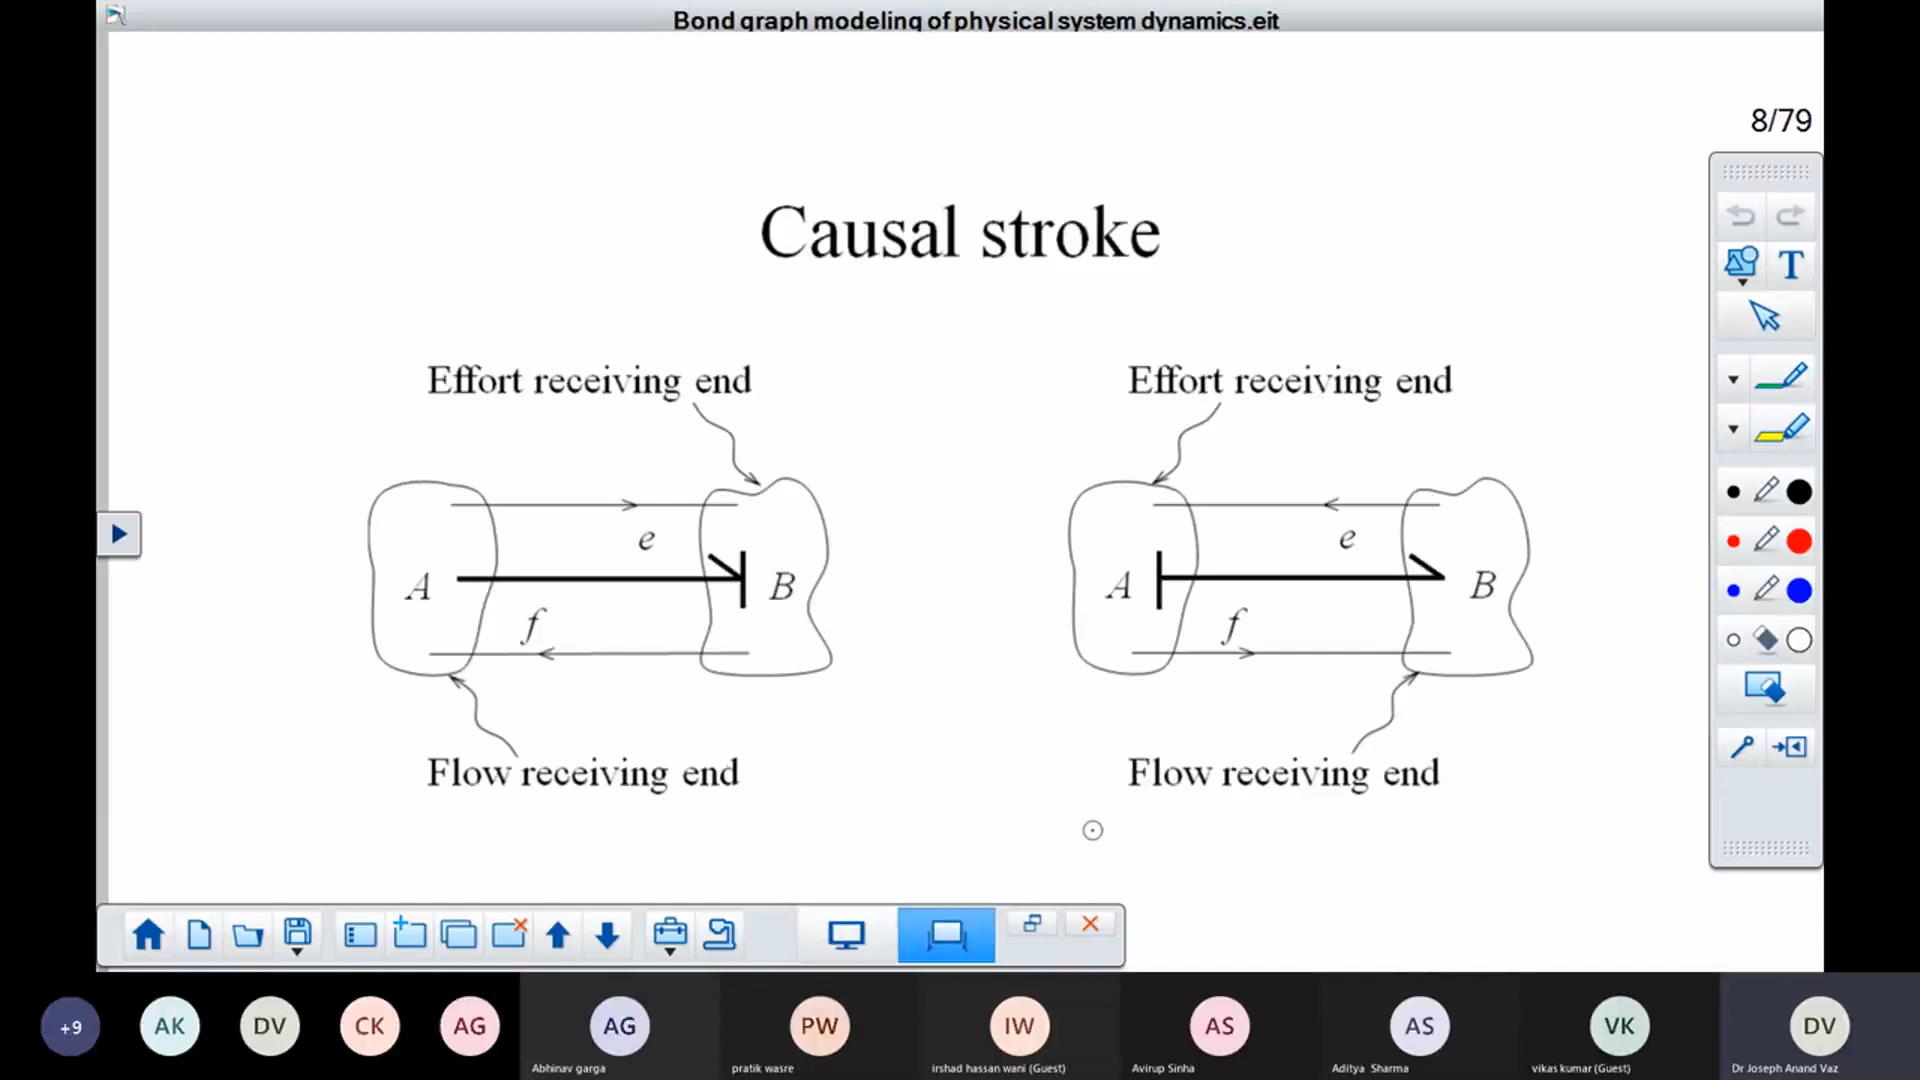 Bond graph modeling of physical system dynamics.eit
8/79
Causal stroke
Effort receiving end
Effort receiving end
e
e
A
B
A
B
f
f
Flow receiving end
Flow receiving end
T
+9
AK
DV
CK
AG
AG
PW
IW
AS
AS
VK
DV
Abhinav garga
pratik wasre
irshad hassan wani (Guest)
Avirup Sinha
Aditya Sharma
vikas kumar (Guest)
Dr Joseph Anand Vaz